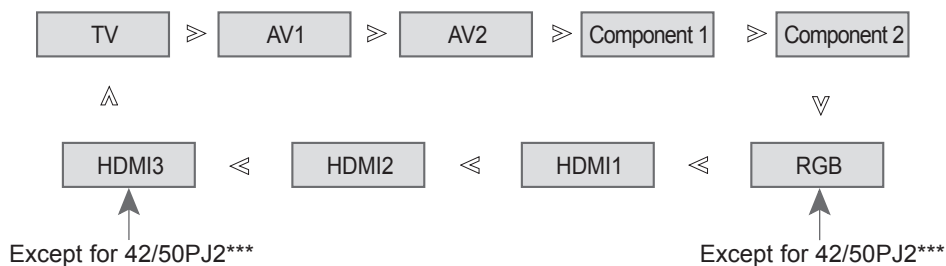 TV AV1 AV2 Component 1 Component 2
HDMI3 HDMI2 HDMI1 RGB
Except for 42/50PJ2*** Except for 42/50PJ2***